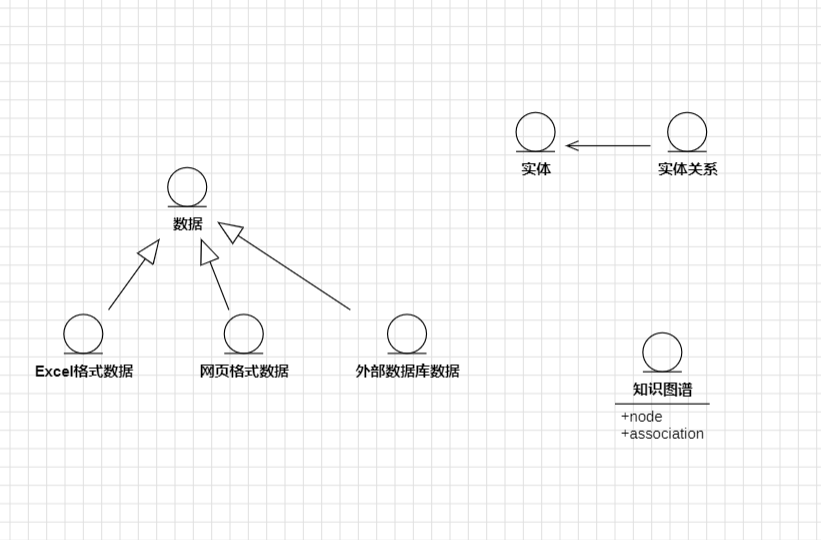 实体
实体关系
数据
Excel格式数据
网页格式数据
外部数据库数据
知识图谱
+node
+association